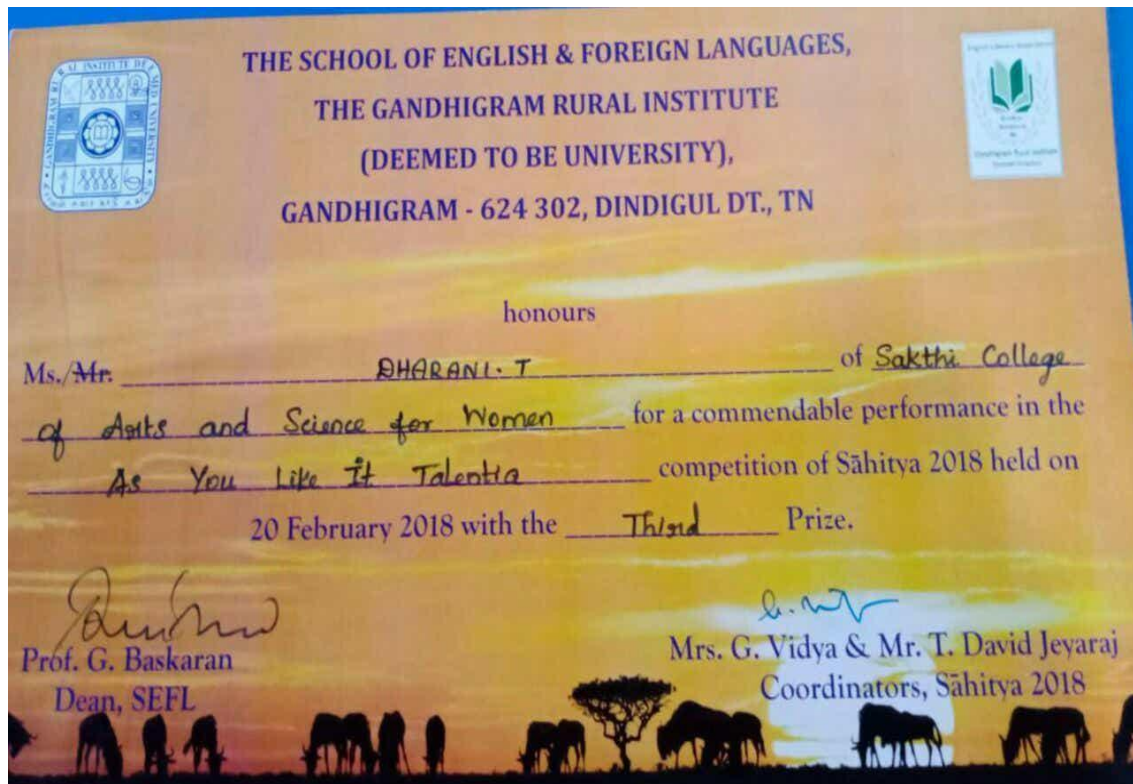 THE SCHOOL OF ENGLISH & FOREIGN LANGUAGES,
THE GANDHIGRAM RURAL INSTITUTE
(DEEMED TO BE UNIVERSITY),
GANDHIGRAM - 624 302, DINDIGUL DT., TN
honours
Ms./Mr. DHARANI. T of Sakthi College
of Arts and Science for Women for a commendable performance in the
As You Like It Talentia competition of Sāhitya 2018 held on
20 February 2018 with the Third Prize.
Prof. G. Baskaran
Dean, SEFL
Mrs. G. Vidya & Mr. T. David Jeyaraj
Coordinators, Sāhitya 2018